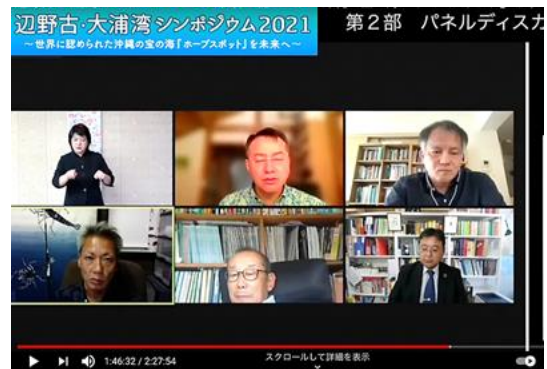 辺野古・大浦湾シンポジウム2021
～世界に認められた沖縄の宝の海『ホープスポット』を未来へ～
第2部 パネルディスカ
1:46:32 / 2:27:54
スクロールして詳細を表示